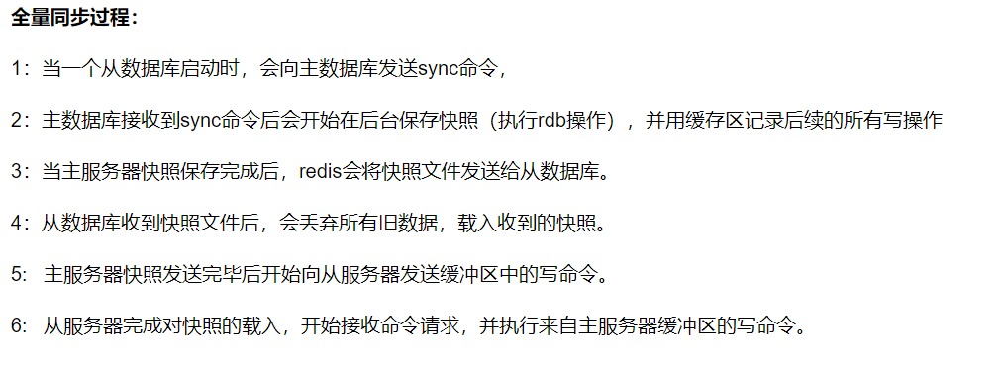 全量同步过程：
1：当一个从数据库启动时，会向主数据库发送sync命令，
2：主数据库接收到sync命令后会开始在后台保存快照（执行rdb操作），并用缓存区记录后续的所有写操作
3：当主服务器快照保存完成后，redis会将快照文件发送给从数据库。
4：从数据库收到快照文件后，会丢弃所有旧数据，载入收到的快照。
5： 主服务器快照发送完毕后开始向从服务器发送缓冲区中的写命令。
6： 从服务器完成对快照的载入，开始接收命令请求，并执行来自主服务器缓冲区的写命令。